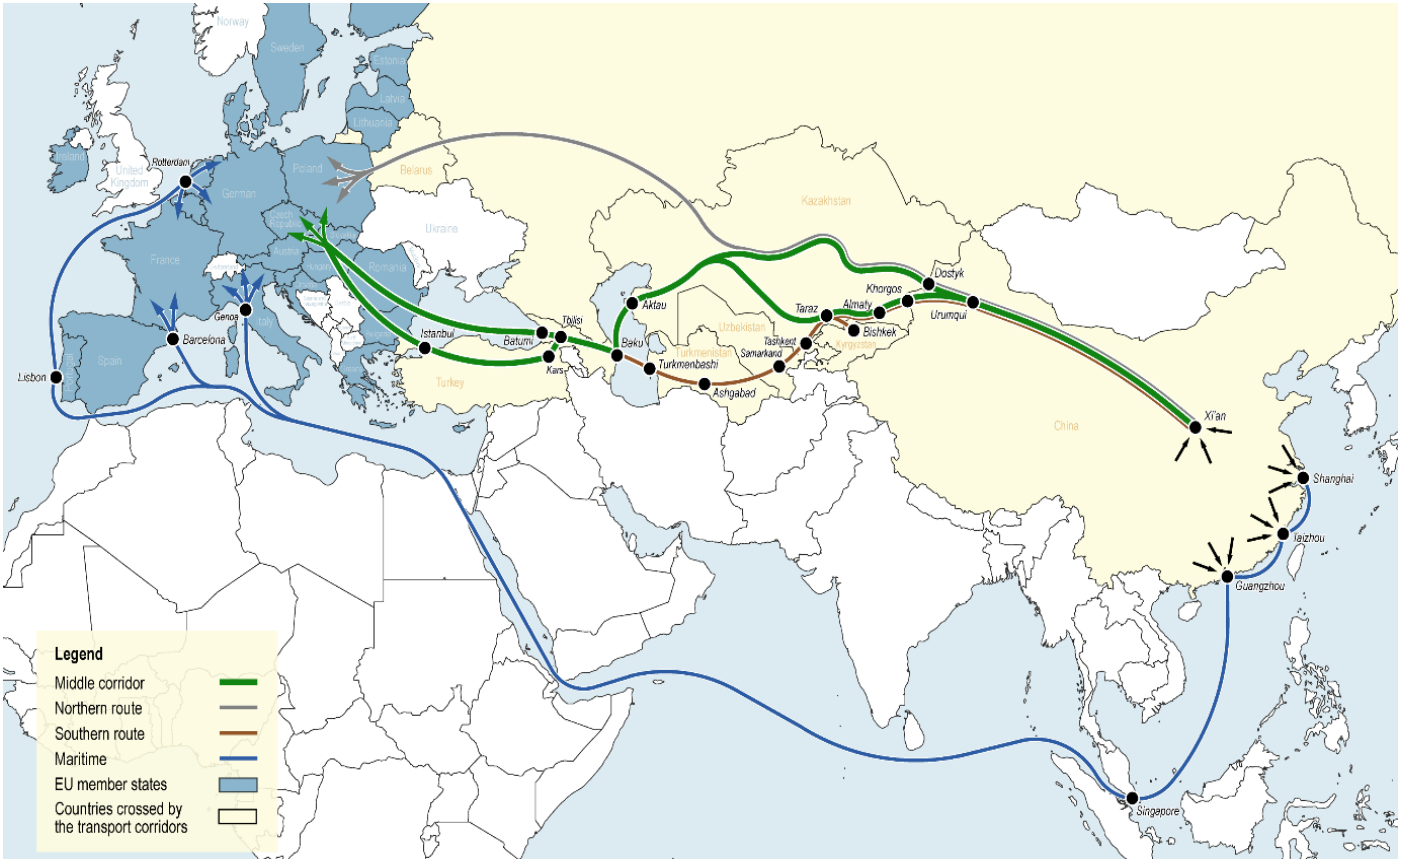 Norway
Sweden
Estonia
Latvia
Lithuania
Ireland
United
Kingdom
Rotterdam
Poland
Belarus
German
Kazakhstan
Czech
Republic
Ukraine
France
Austria
Romania
Dostyk
Khorgos
Aktau
Taraz
Almaty
Urumqui
Genoa
Italy
Tbilisi
Istanbul
Batumi
Uzbekistan
Bishkek
Barcelona
Baku
Tashkent
Kyrgyzstan
Spain
Turkmenistan
Samarkand
Lisbon
Kars
Turkmenbashi
Turkey
Ashgabad
Xi'an
China
Shanghai
Taizhou
Guangzhou
Singapore
Legend
Middle corridor
Northern route
Southern route
Maritime
EU member states
Countries crossed by
the transport corridors